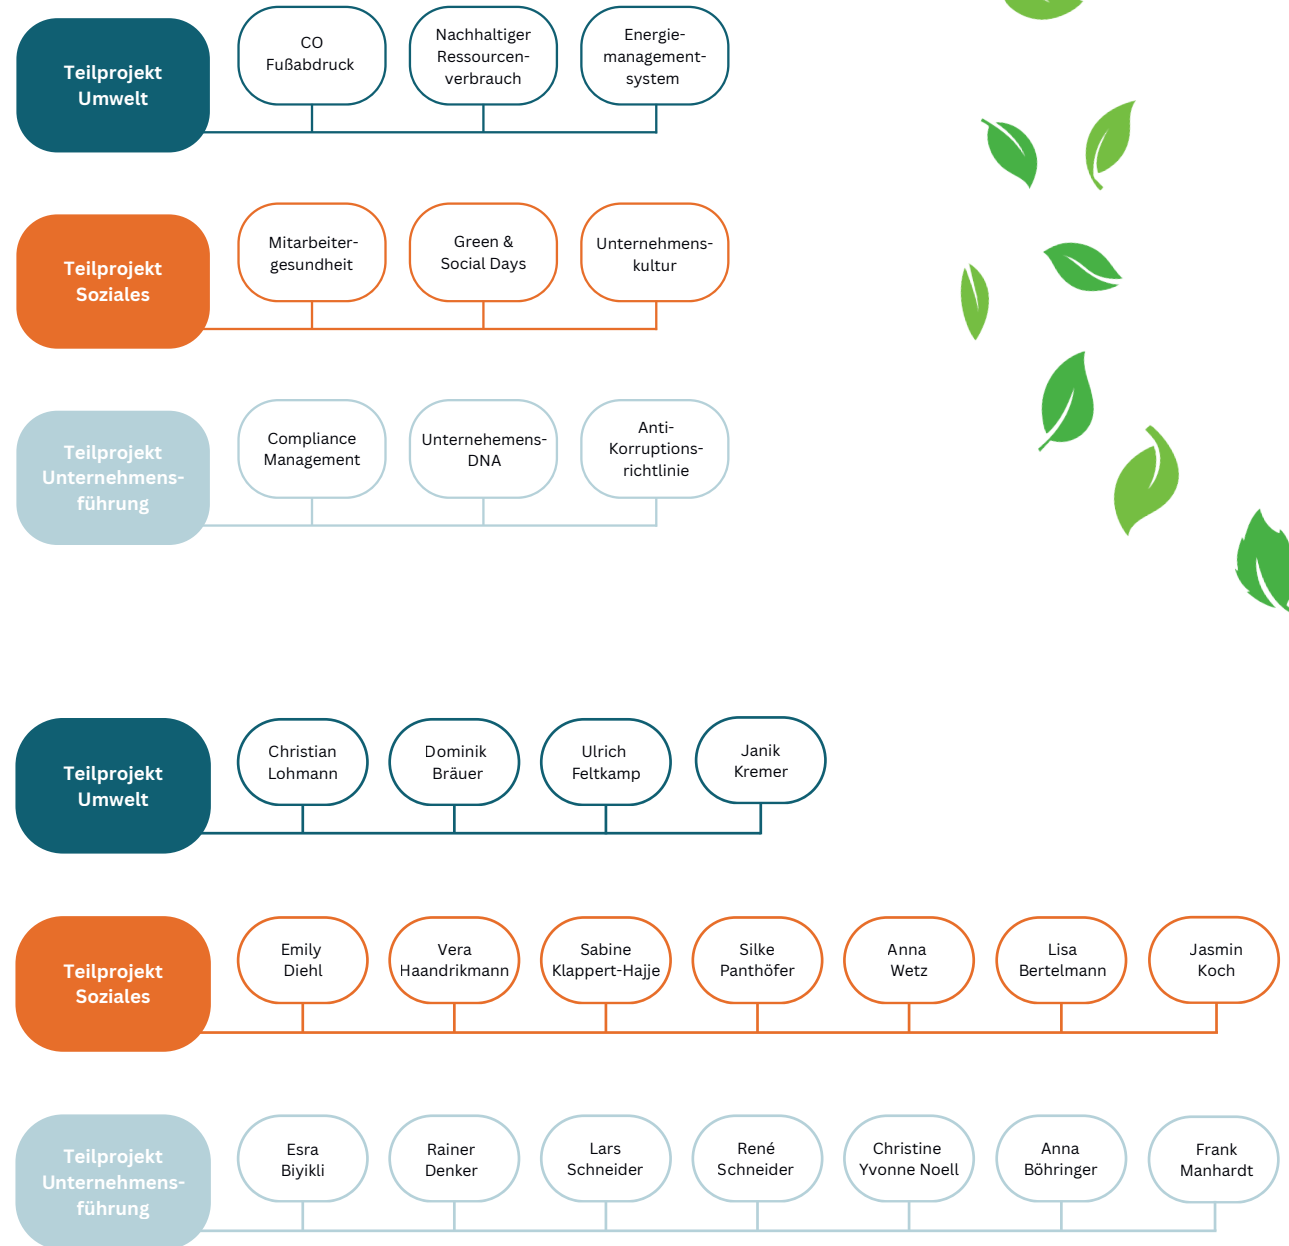 Teilprojekt
Umwelt
CO
Fußabdruck
Nachhaltiger
Ressourcen-
verbrauch
Energie-
management-
system
Teilprojekt
Soziales
Mitarbeiter-
gesundheit
Green &
Social Days
Unternehmens-
kultur
Teilprojekt
Unternehmens-
führung
Compliance
Management
Unternehemens-
DNA
Anti-
Korruptions-
richtlinie
Teilprojekt
Umwelt
Christian
Lohmann
Dominik
Bräuer
Ulrich
Feltkamp
Janik
Kremer
Teilprojekt
Soziales
Emily
Diehl
Vera
Haandrikmann
Sabine
Klappert-Hajje
Silke
Panthöfer
Anna
Wetz
Lisa
Bertelmann
Jasmin
Koch
Teilprojekt
Unternehmens-
führung
Esra
Biyikli
Rainer
Denker
Lars
Schneider
René
Schneider
Christine
Yvonne Noell
Anna
Böhringer
Frank
Manhardt